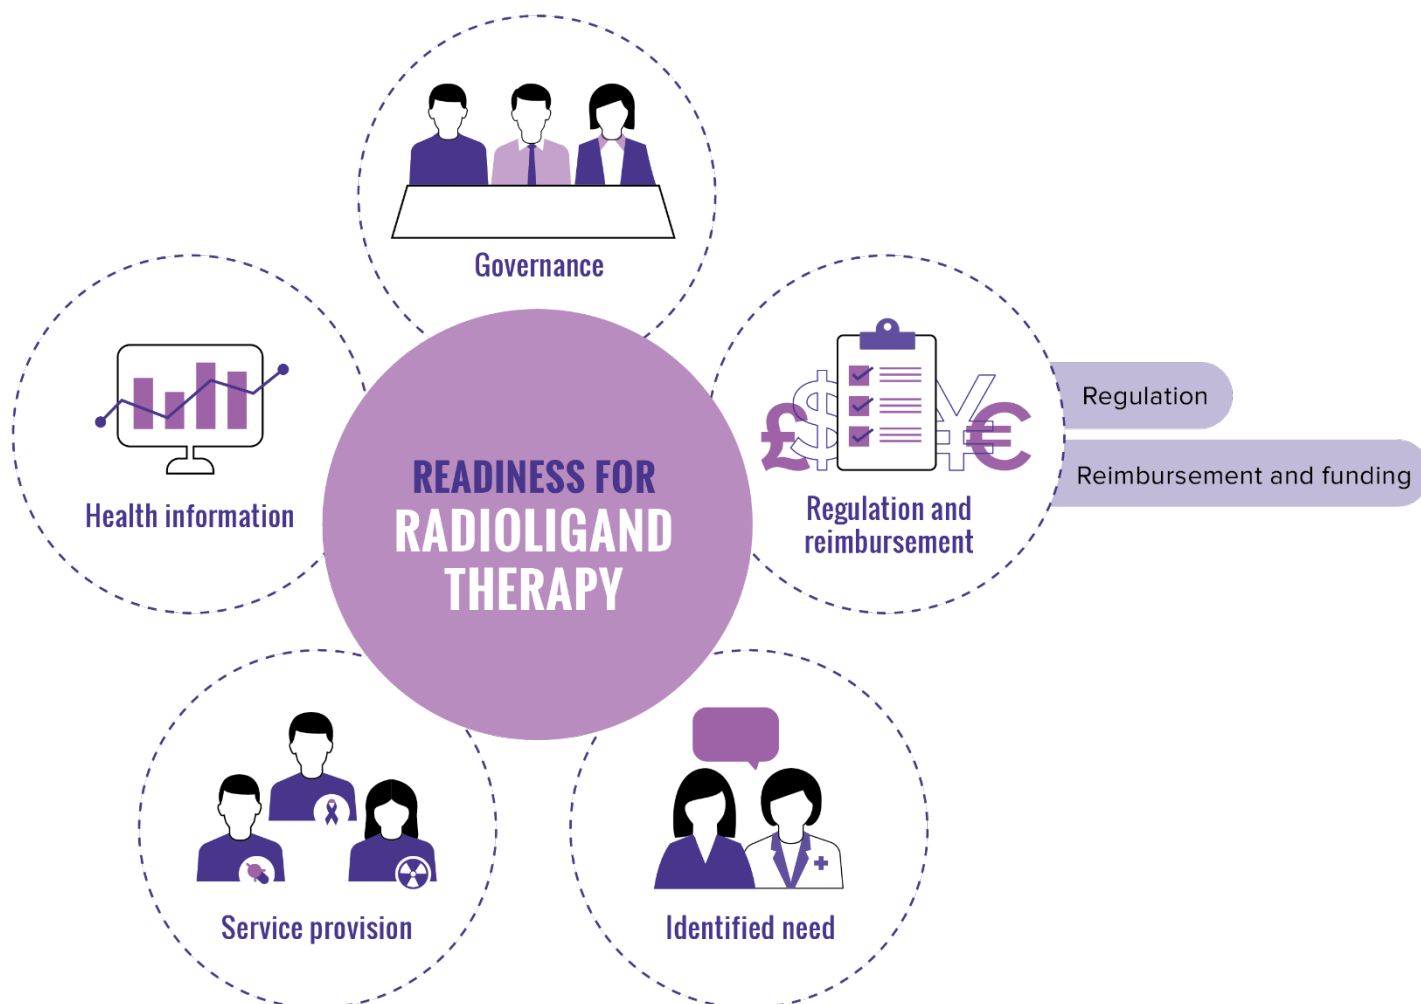 Governance
Health information
READINESS FOR
RADIOLIGAND
THERAPY
Regulation and
reimbursement
Regulation
Reimbursement and funding
Service provision
Identified need